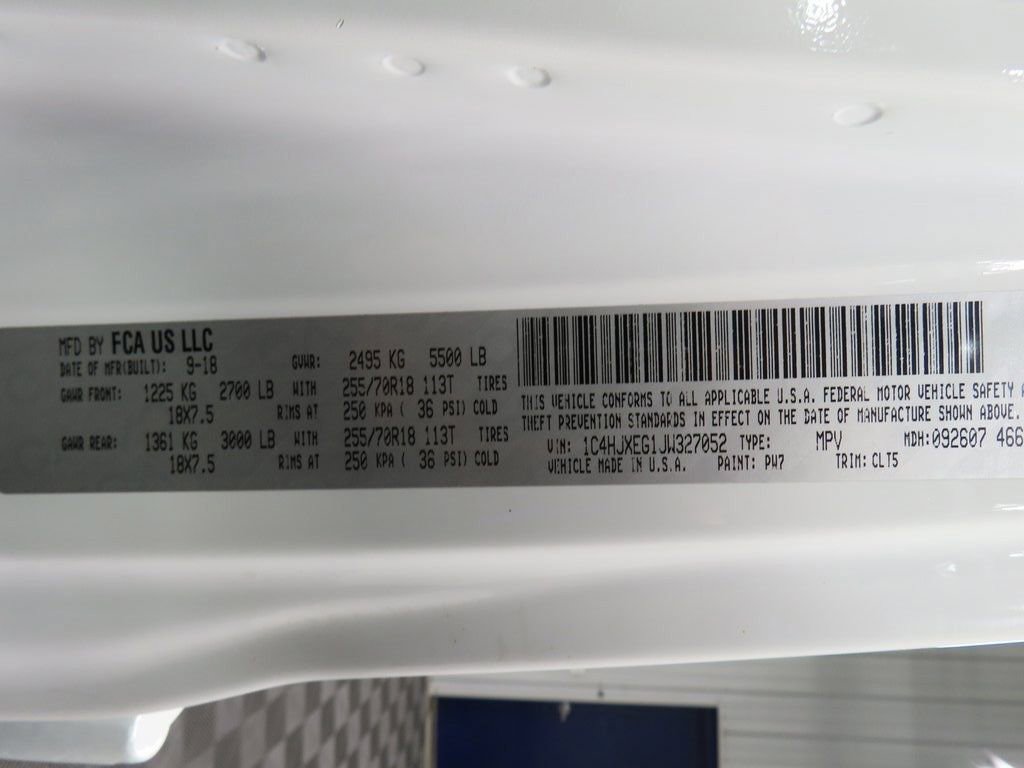 MFD BY FCA US LLC
DATE OF MFR(BUILT): 9-18 GVWR: 2495 KG 5500 LB
GAWR FRONT: 1225 KG 2700 LB WITH 255/70R18 113T TIRES
18X7.5 RIMS AT 250 KPA ( 36 PSI) COLD
GAWR REAR: 1361 KG 3000 LB WITH 255/70R18 113T TIRES
18X7.5 RIMS AT 250 KPA ( 36 PSI) COLD
THIS VEHICLE CONFORMS TO ALL APPLICABLE U.S.A. FEDERAL MOTOR VEHICLE SAFETY
THEFT PREVENTION STANDARDS IN EFFECT ON THE DATE OF MANUFACTURE SHOWN ABOVE.
VIN: 1C4HJXEG1JW327052 TYPE: MPV MDH:092607 466
VEHICLE MADE IN U.S.A. PAINT: PW7 TRIM: CLT5